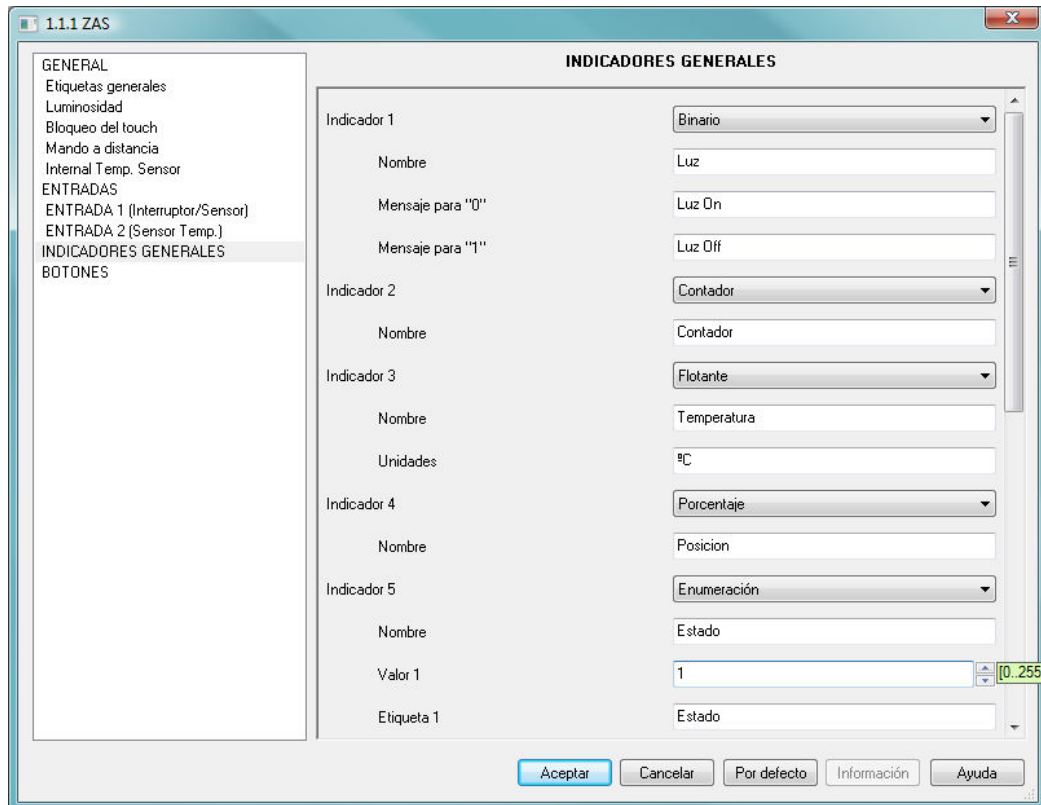 1.1.1 ZAS
GENERAL
Etiquetas generales
Luminosidad
Bloqueo del touch
Mando a distancia
Internal Temp. Sensor
ENTRADAS
ENTRADA 1 (Interruptor/Sensor)
ENTRADA 2 (Sensor Temp.)
INDICADORES GENERALES
BOTONES
INDICADORES GENERALES
Indicador 1 Binario
Nombre Luz
Mensaje para "0" Luz On
Mensaje para "1" Luz Off
Indicador 2 Contador
Nombre Contador
Indicador 3 Flotante
Nombre Temperatura
Unidades ºC
Indicador 4 Porcentaje
Nombre Posicion
Indicador 5 Enumeración
Nombre Estado
Valor 1 1 [0..255
Etiqueta 1 Estado
Aceptar Cancelar Por defecto Información Ayuda